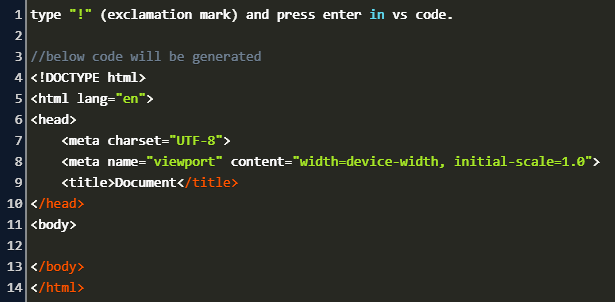 1 type "!" (exclamation mark) and press enter in vs code.
2
3 //below code will be generated
4 <!DOCTYPE html>
5 <html lang="en">
6 <head>
7     <meta charset="UTF-8">
8     <meta name="viewport" content="width=device-width, initial-scale=1.0">
9     <title>Document</title>
10 </head>
11 <body>
12
13 </body>
14 </html>